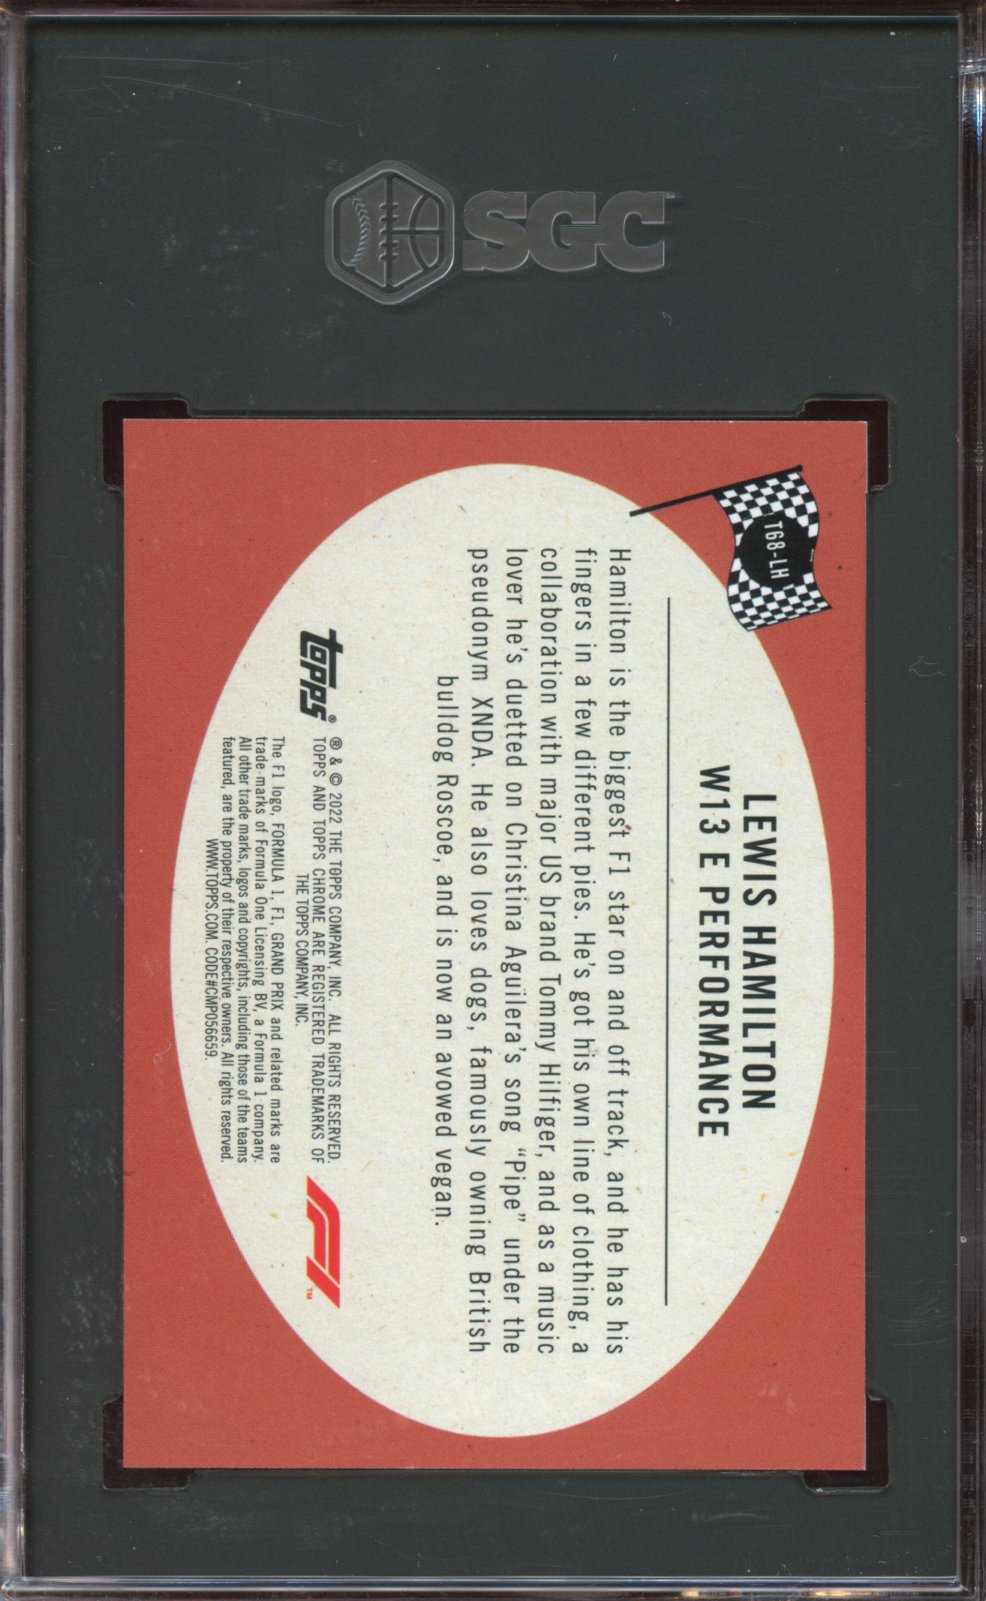 SGC
T68-LH
LEWIS HAMILTON
W13 E PERFORMANCE
Hamilton is the biggest F1 star on and off track, and he has his
fingers in a few different pies. He's got his own line of clothing, a
collaboration with major US brand Tommy Hilfiger, and as a music
lover he's duetted on Christina Aguilera's song "Pipe" under the
pseudonym XNDA. He also loves dogs, famously owning British
bulldog Roscoe, and is now an avowed vegan.
topps®
® & © 2022 THE TOPPS COMPANY, INC. ALL RIGHTS RESERVED.
TOPPS AND TOPPS CHROME ARE REGISTERED TRADEMARKS OF
THE TOPPS COMPANY, INC.
The F1 logo, FORMULA 1, F1, GRAND PRIX and related marks are
trade-marks of Formula One Licensing BV, a Formula 1 company.
All other trade marks, logos and copyrights, including those of the teams
featured, are the property of their respective owners. All rights reserved.
WWW.TOPPS.COM. CODE#CMP056659.
F1™